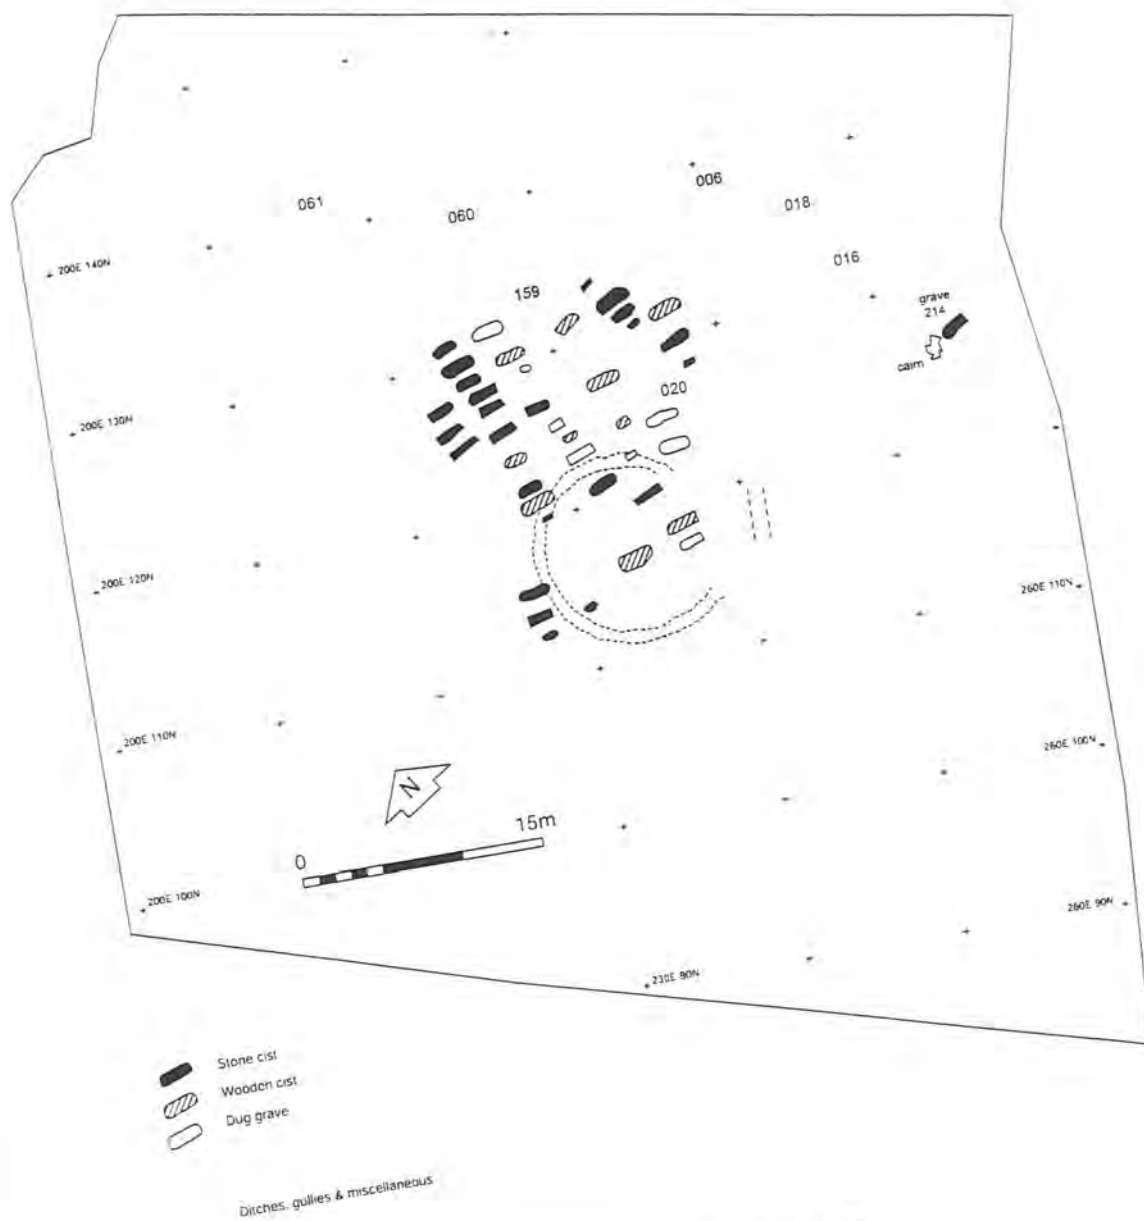 061
060
006
018
016
200E 140N
159
grave
214
cairn
020
200E 130N
200E 120N
260E 110N
200E 110N
260E 100N
N
0
15m
200E 100N
260E 90N
230E 90N
Stone cist
Wooden cist
Dug grave
Ditches, gullies & miscellaneous